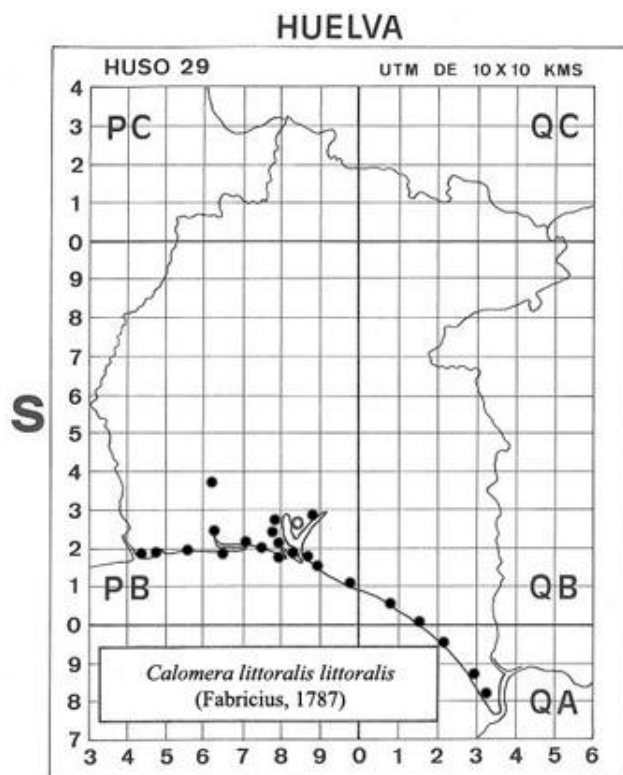 HUELVA
HUSO 29 UTM DE 10 X 10 KMS
4
PC QC
3
2
1
0
9
8
7
6
S
5
4
3
2
PB QB
1
0
Calomera littoralis littoralis
(Fabricius, 1787)
9
8
QA
7
3 4 5 6 7 8 9 0 1 2 3 4 5 6